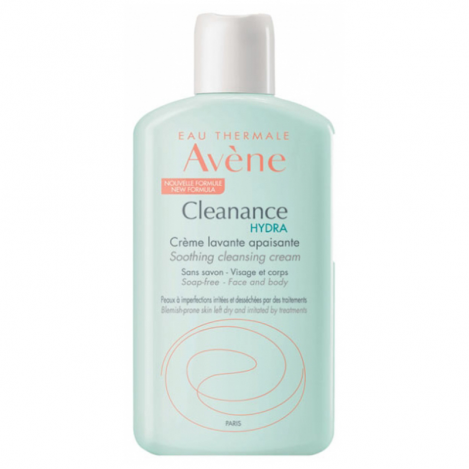 EAU THERMALE
Avène
NOUVELLE FORMULE
NEW FORMULA
Cleanance
HYDRA
Crème lavante apaisante
Soothing cleansing cream
Sans savon - Visage et corps
Soap-free - Face and body
Peaux à imperfections irritées et desséchées par des traitements
Blemish-prone skin left dry and irritated by treatments
PARIS